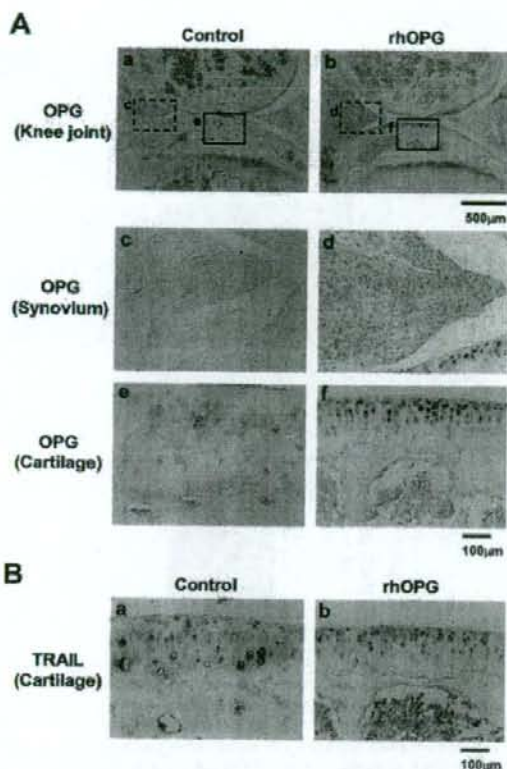 A
Control rhOPG
a b
OPG
(Knee joint)
c e d f
500μm
c d
OPG
(Synovium)
e f
OPG
(Cartilage)
100μm
B
Control rhOPG
a b
TRAIL
(Cartilage)
100μm